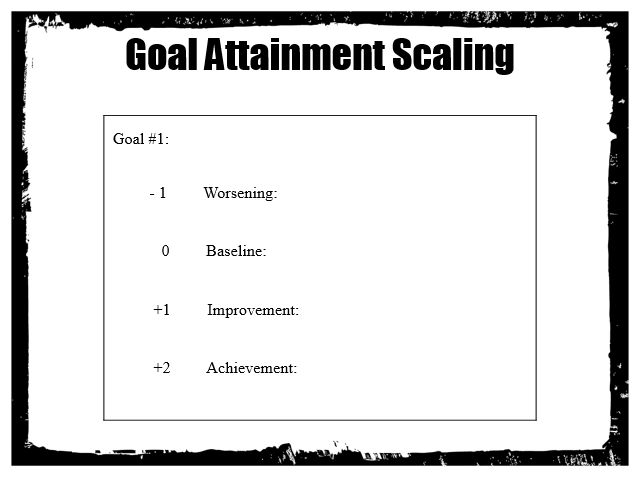 Goal Attainment Scaling
Goal #1:
- 1 Worsening:
0 Baseline:
+1 Improvement:
+2 Achievement: